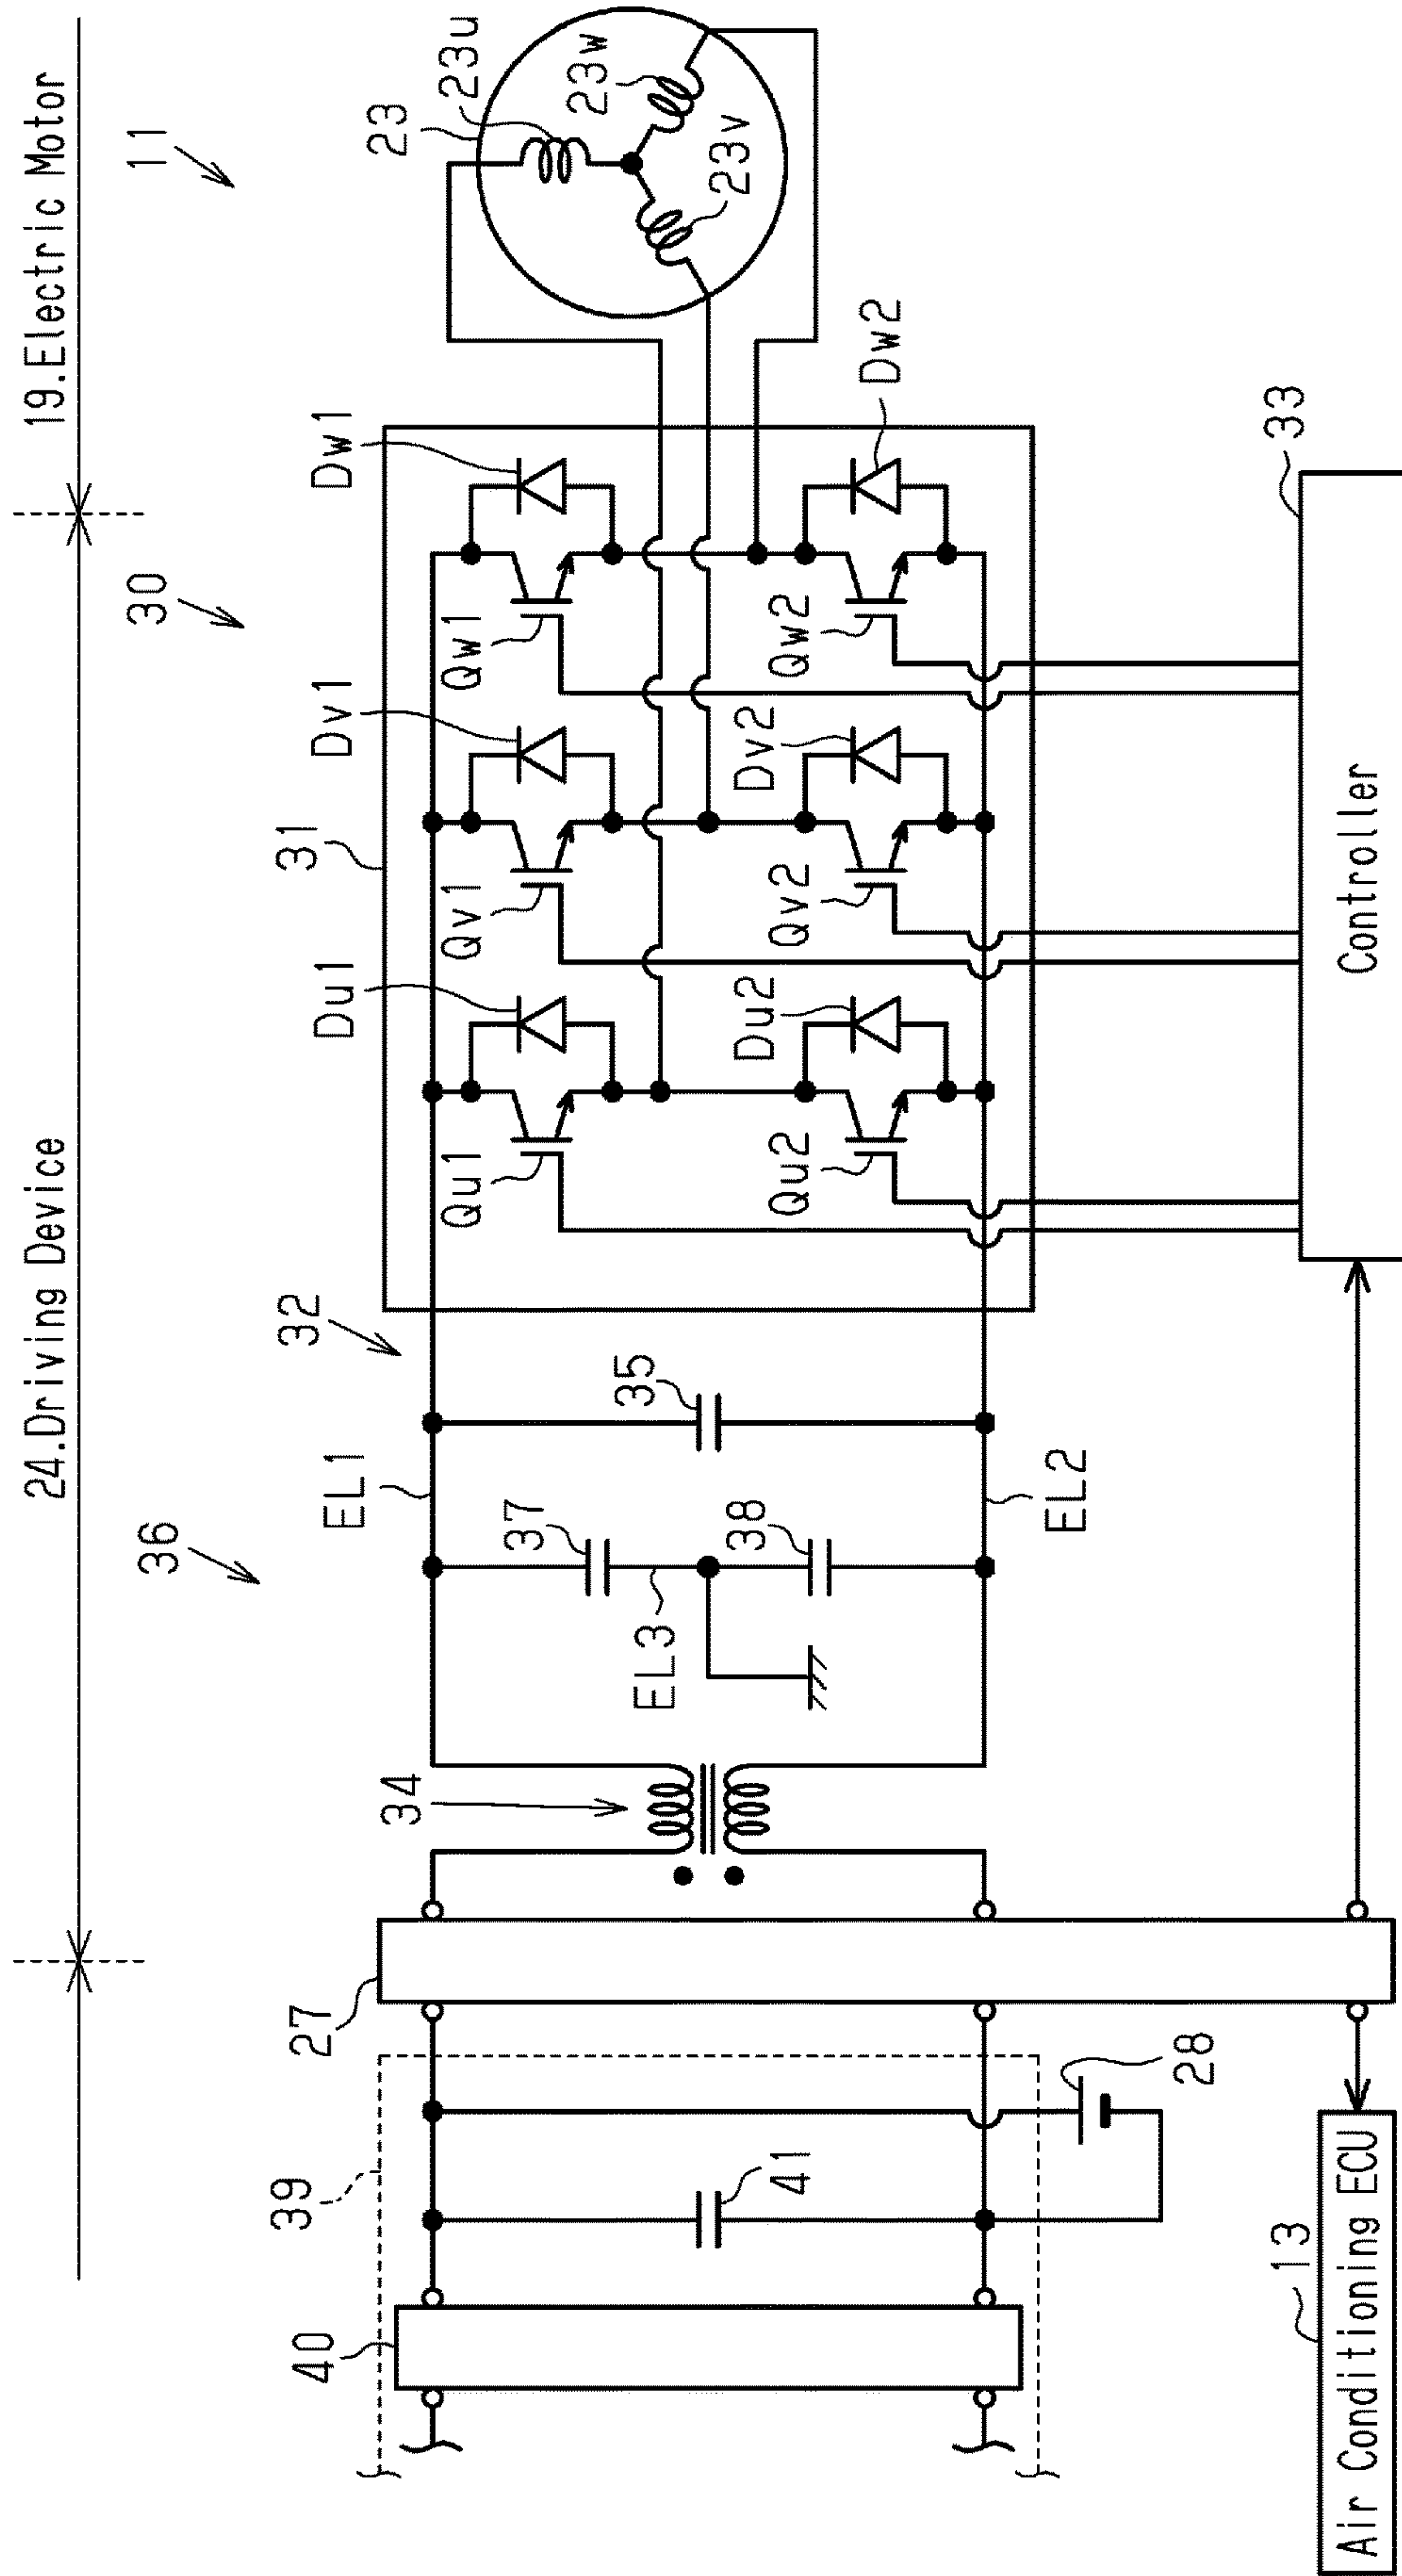 24.Driving Device
19.Electric Motor
36
30
11
39
27
34
EL1
32
31
Du1
Dv1
Dw1
23
23u
40
41
EL3
37
35
Qu1
Qv1
Qw1
23w
23v
38
Du2
Dv2
Dw2
Qu2
Qv2
Qw2
28
EL2
13
33
Air Conditioning ECU
Controller